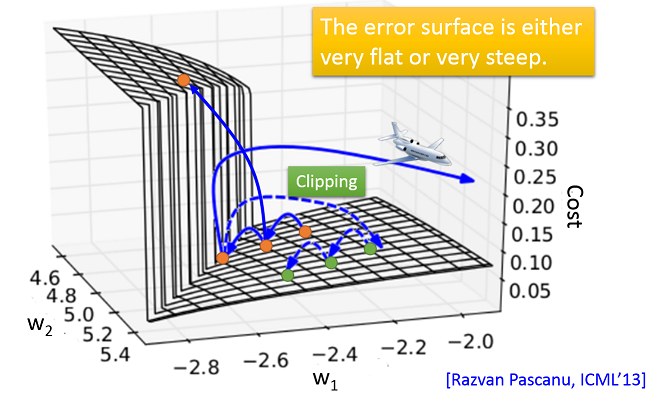 The error surface is either
very flat or very steep.
0.35
0.30
0.25
0.20
0.15
0.10
0.05
Cost
Clipping
4.6
4.8
5.0
5.2
5.4
w2
−2.8
−2.6
−2.4
−2.2
−2.0
w1
[Razvan Pascanu, ICML’13]